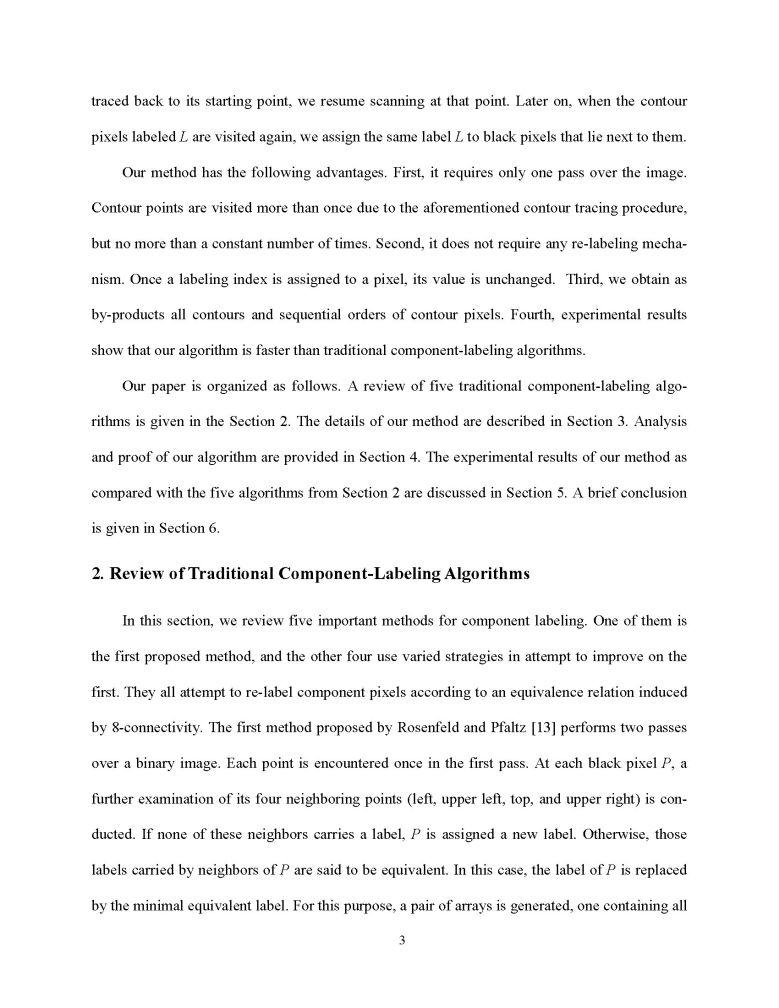 traced back to its starting point, we resume scanning at that point. Later on, when the contour
pixels labeled L are visited again, we assign the same label L to black pixels that lie next to them.
Our method has the following advantages. First, it requires only one pass over the image.
Contour points are visited more than once due to the aforementioned contour tracing procedure,
but no more than a constant number of times. Second, it does not require any re-labeling mecha-
nism. Once a labeling index is assigned to a pixel, its value is unchanged. Third, we obtain as
by-products all contours and sequential orders of contour pixels. Fourth, experimental results
show that our algorithm is faster than traditional component-labeling algorithms.
Our paper is organized as follows. A review of five traditional component-labeling algo-
rithms is given in the Section 2. The details of our method are described in Section 3. Analysis
and proof of our algorithm are provided in Section 4. The experimental results of our method as
compared with the five algorithms from Section 2 are discussed in Section 5. A brief conclusion
is given in Section 6.
2. Review of Traditional Component-Labeling Algorithms
In this section, we review five important methods for component labeling. One of them is
the first proposed method, and the other four use varied strategies in attempt to improve on the
first. They all attempt to re-label component pixels according to an equivalence relation induced
by 8-connectivity. The first method proposed by Rosenfeld and Pfaltz [13] performs two passes
over a binary image. Each point is encountered once in the first pass. At each black pixel P, a
further examination of its four neighboring points (left, upper left, top, and upper right) is con-
ducted. If none of these neighbors carries a label, P is assigned a new label. Otherwise, those
labels carried by neighbors of P are said to be equivalent. In this case, the label of P is replaced
by the minimal equivalent label. For this purpose, a pair of arrays is generated, one containing all
3